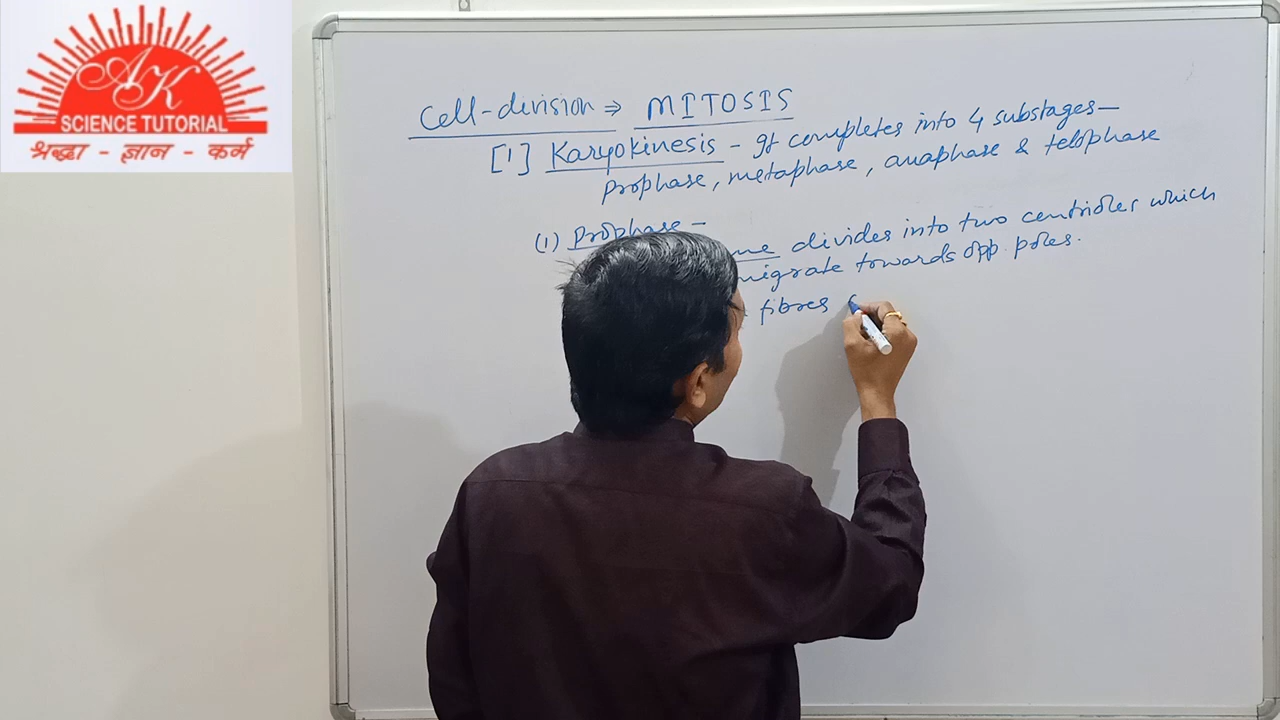 AK
SCIENCE TUTORIAL
श्रद्धा - ज्ञान - कर्म
Cell-division ⇒ MITOSIS
[1] Karyokinesis - It completes into 4 substages—
prophase, metaphase, anaphase & telophase
(1) Prophase —
divides into two centrioles which
migrate towards opp. poles.
fibres